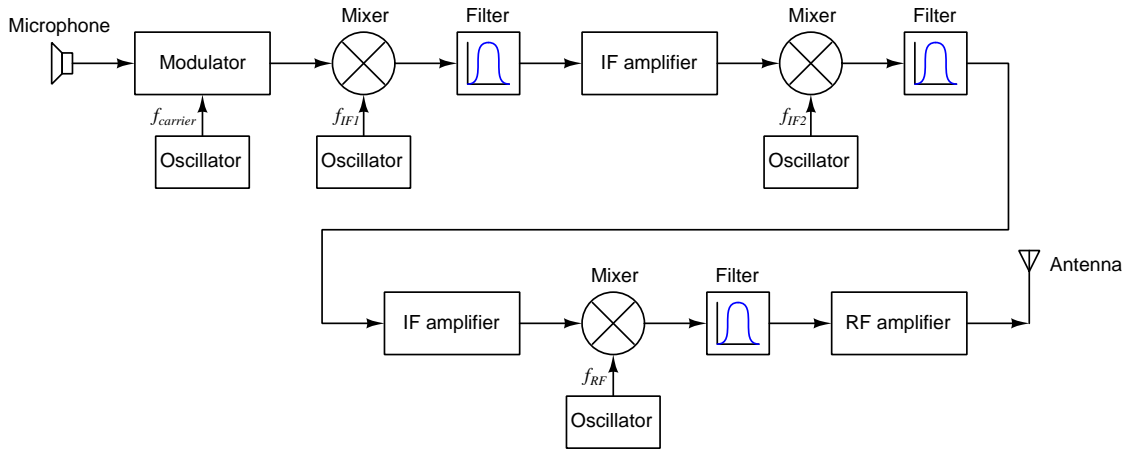 Microphone
Mixer
Filter
Mixer
Filter
Modulator
IF amplifier
f_carrier
f_IF1
f_IF2
Oscillator
Oscillator
Oscillator
Mixer
Filter
Antenna
IF amplifier
RF amplifier
f_RF
Oscillator